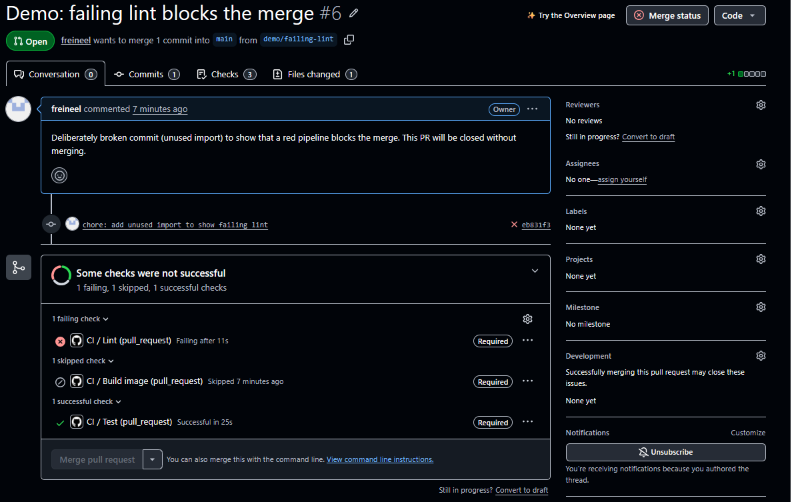 Demo: failing lint blocks the merge #6
Try the Overview page
Merge status
Code
Open
freineel wants to merge 1 commit into main from demo/failing-lint
Conversation 0
Commits 1
Checks 3
Files changed 1
+1
freineel commented 7 minutes ago
Owner
Deliberately broken commit (unused import) to show that a red pipeline blocks the merge. This PR will be closed without
merging.
chore: add unused import to show failing lint
eb831f3
Some checks were not successful
1 failing, 1 skipped, 1 successful checks
1 failing check
CI / Lint (pull_request) Failing after 11s
Required
1 skipped check
CI / Build image (pull_request) Skipped 7 minutes ago
Required
1 successful check
CI / Test (pull_request) Successful in 25s
Required
Merge pull request
You can also merge this with the command line. View command line instructions.
Still in progress? Convert to draft
Reviewers
No reviews
Still in progress? Convert to draft
Assignees
No one—assign yourself
Labels
None yet
Projects
None yet
Milestone
No milestone
Development
Successfully merging this pull request may close these
issues.
None yet
Notifications
Customize
Unsubscribe
You're receiving notifications because you authored the
thread.